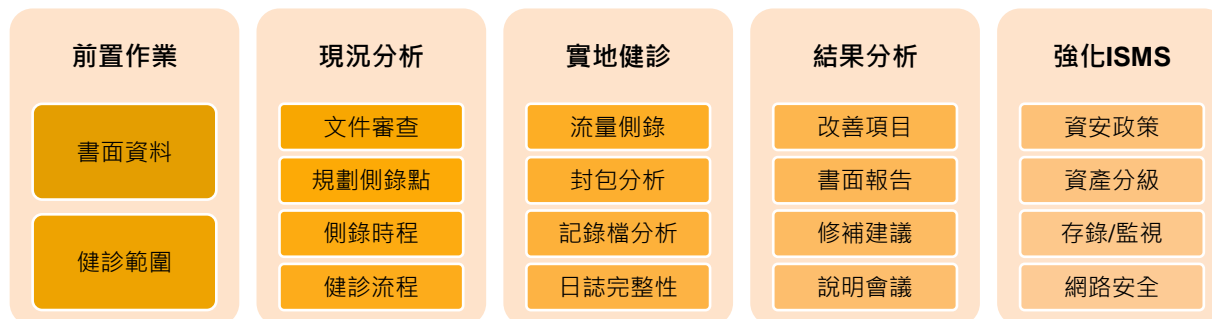 前置作業
書面資料
健診範圍
現況分析
文件審查
規劃側錄點
側錄時程
健診流程
實地健診
流量側錄
封包分析
記錄檔分析
日誌完整性
結果分析
改善項目
書面報告
修補建議
說明會議
強化ISMS
資安政策
資產分級
存錄/監視
網路安全